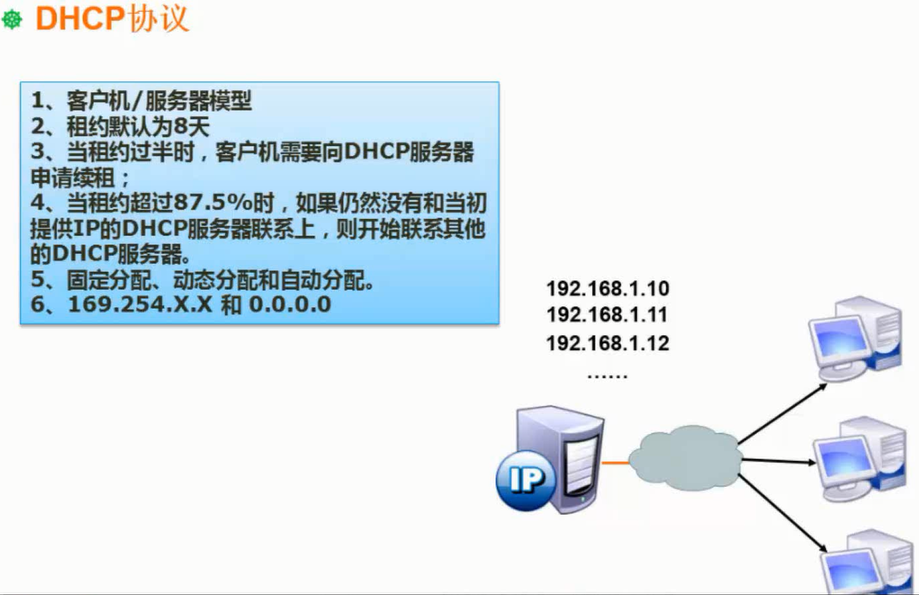 DHCP协议
1、客户机/服务器模型
2、租约默认为8天
3、当租约过半时，客户机需要向DHCP服务器
申请续租；
4、当租约超过87.5%时，如果仍然没有和当初
提供IP的DHCP服务器联系上，则开始联系其他
的DHCP服务器。
5、固定分配、动态分配和自动分配。
6、169.254.X.X 和 0.0.0.0
192.168.1.10
192.168.1.11
192.168.1.12
......
IP